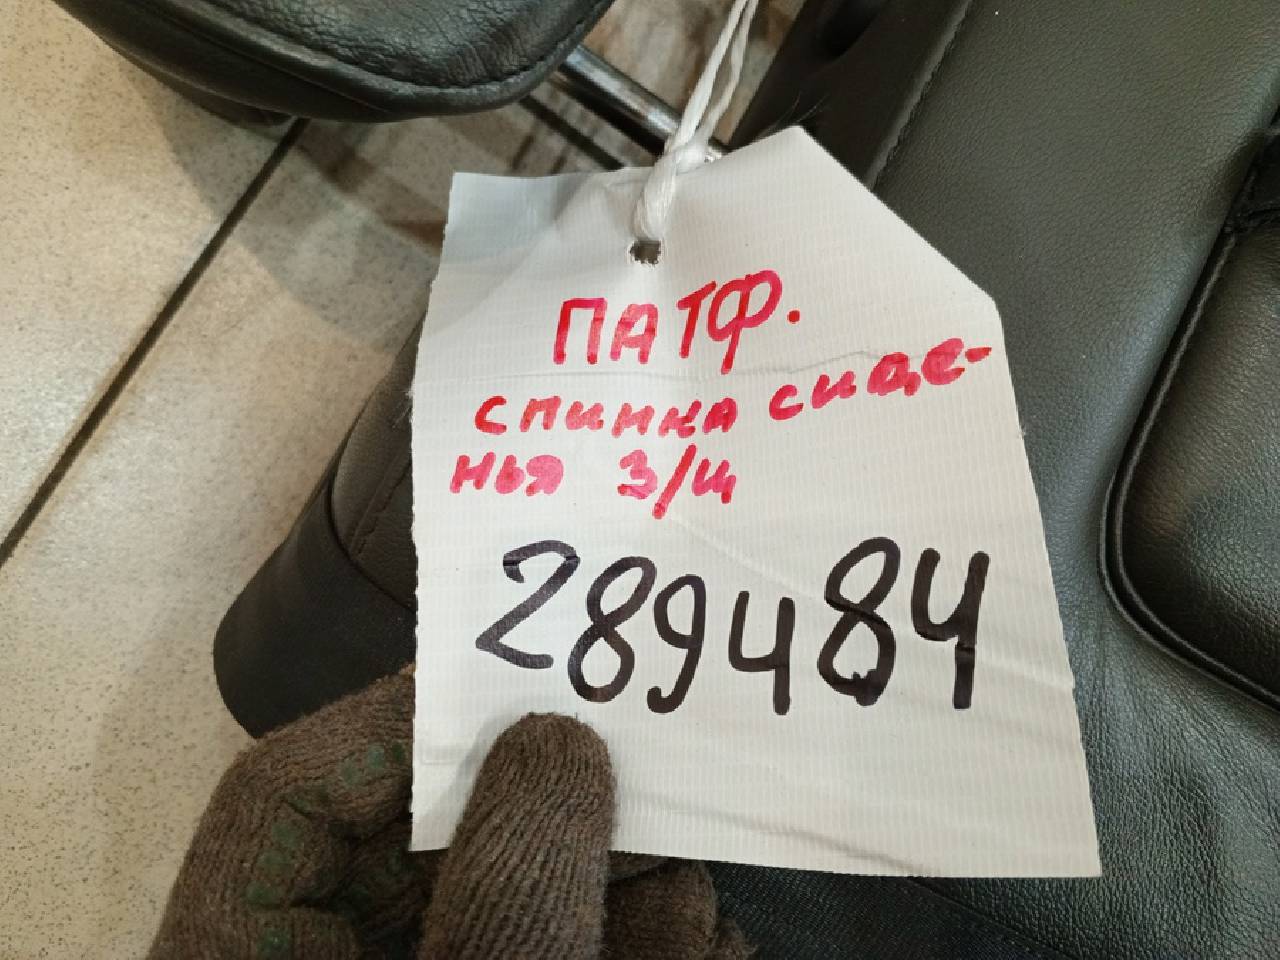 ПАТФ.
спинка сиде-
нья З/Щ
289484